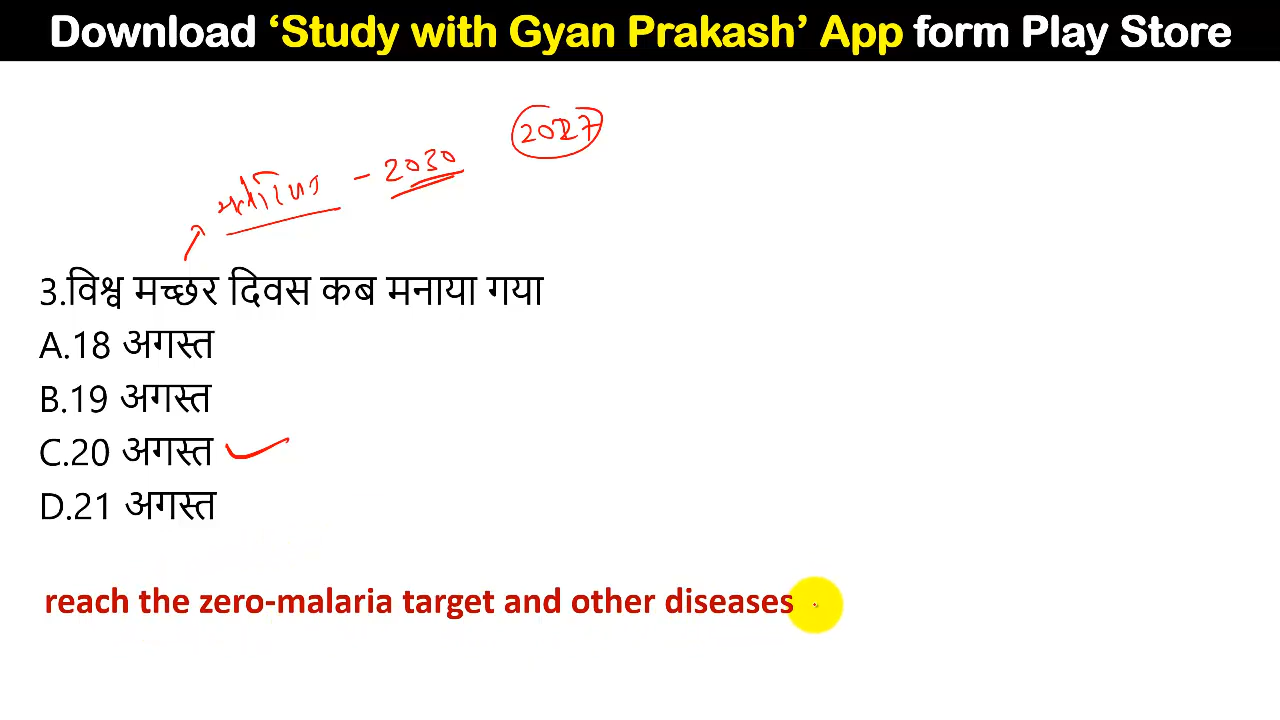 Download ‘Study with Gyan Prakash’ App form Play Store
2027
मलेरिया - 2030
3.विश्व मच्छर दिवस कब मनाया गया
A.18 अगस्त
B.19 अगस्त
C.20 अगस्त
D.21 अगस्त
reach the zero-malaria target and other diseases